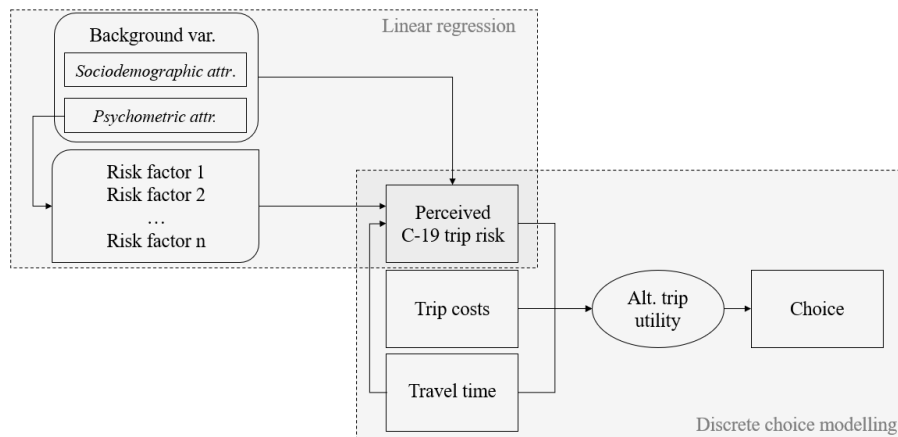 Linear regression
Background var.
Sociodemographic attr.
Psychometric attr.
Risk factor 1
Risk factor 2
…
Risk factor n
Perceived
C-19 trip risk
Trip costs
Travel time
Alt. trip
utility
Choice
Discrete choice modelling